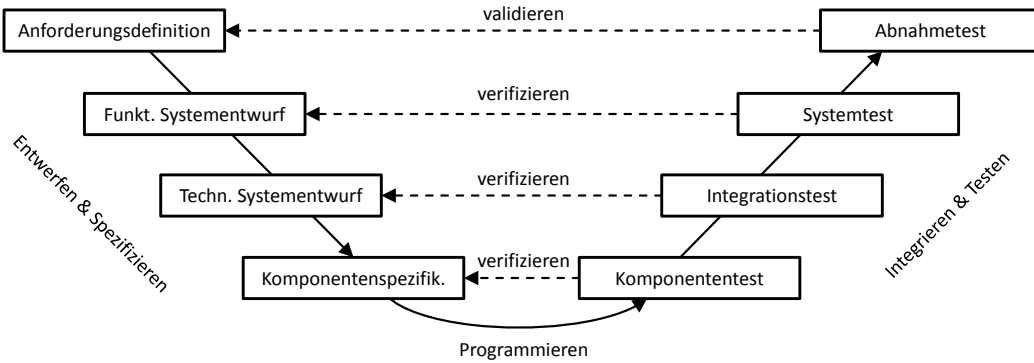 validieren
Anforderungsdefinition
Abnahmetest
verifizieren
Funkt. Systementwurf
Systemtest
Entwerfen & Spezifizieren
Integrieren & Testen
verifizieren
Techn. Systementwurf
Integrationstest
verifizieren
Komponentenspezifik.
Komponententest
Programmieren